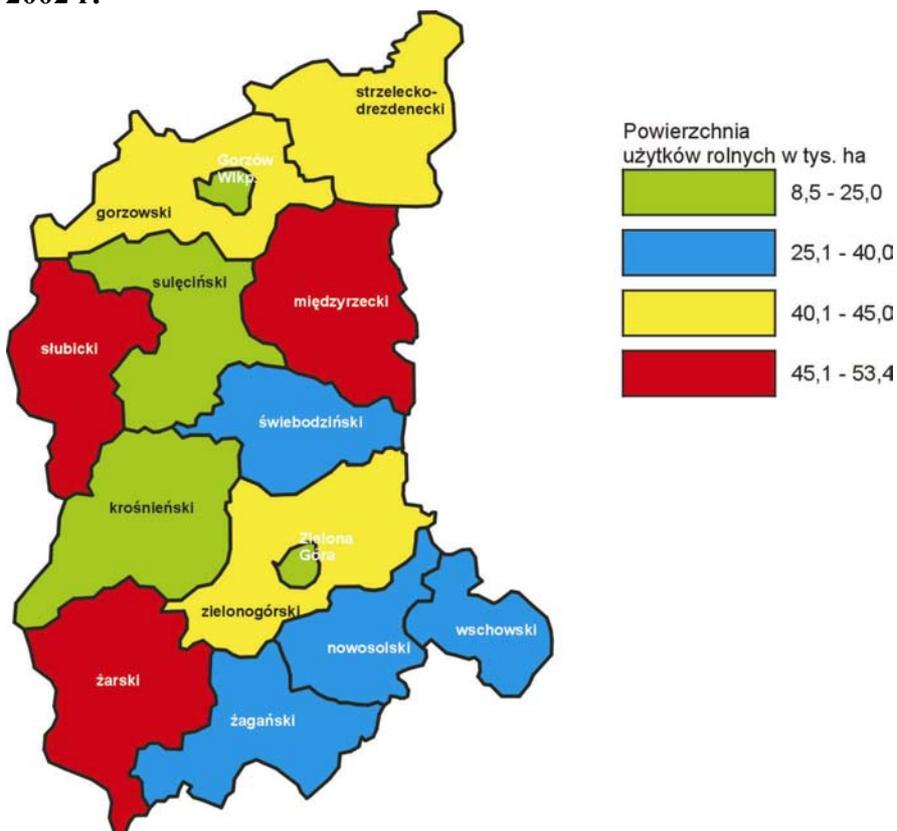 2002 r.
strzelecko-
drezdenecki
Gorzów
Wlkp.
gorzowski
sulęciński
międzyrzecki
słubicki
świebodziński
krośnieński
Zielona
Góra
zielonogórski
wschowski
nowosolski
żarski
żagański
Powierzchnia
użytków rolnych w tys. ha
8,5 - 25,0
25,1 - 40,0
40,1 - 45,0
45,1 - 53,4